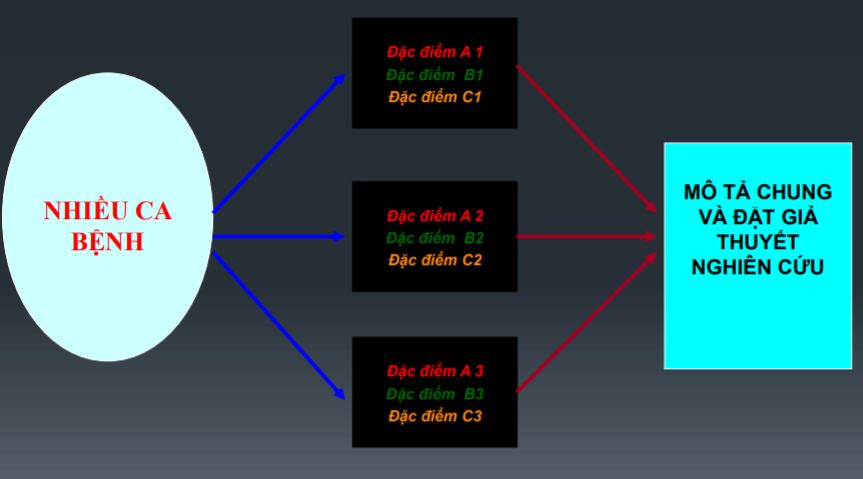 NHIỀU CA
BỆNH
Đặc điểm A 1
Đặc điểm B1
Đặc điểm C1
Đặc điểm A 2
Đặc điểm B2
Đặc điểm C2
Đặc điểm A 3
Đặc điểm B3
Đặc điểm C3
MÔ TẢ CHUNG
VÀ ĐẶT GIẢ
THUYẾT
NGHIÊN CỨU